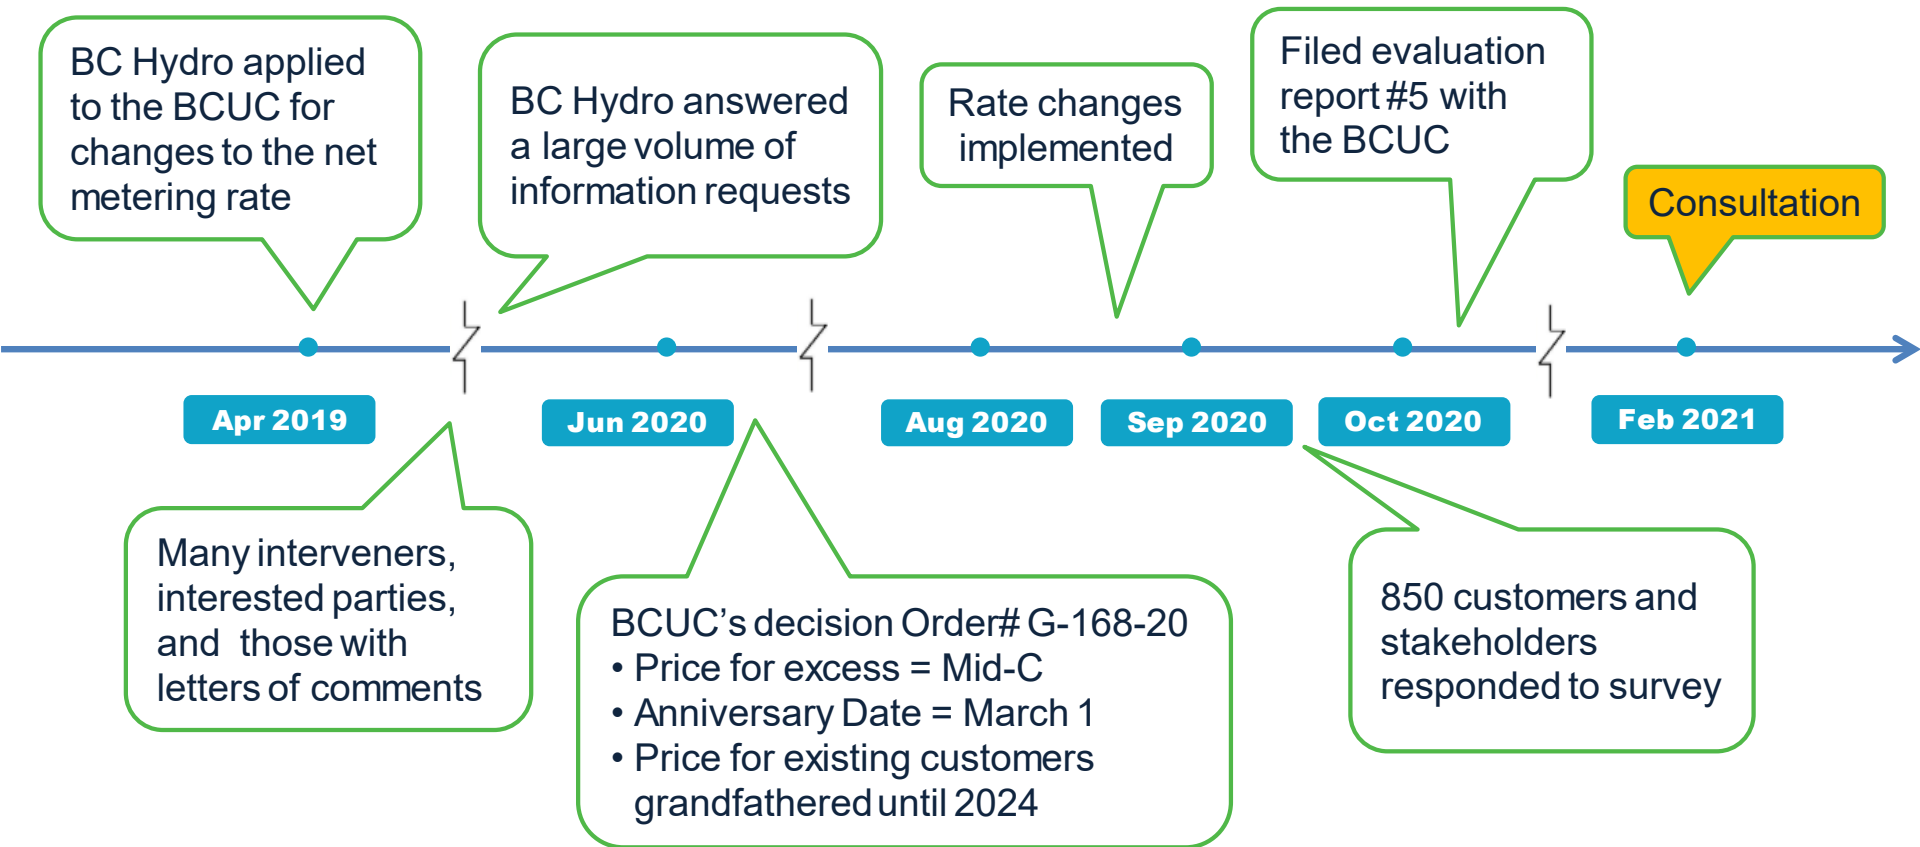 BC Hydro applied
to the BCUC for
changes to the net
metering rate
BC Hydro answered
a large volume of
information requests
Rate changes
implemented
Filed evaluation
report #5 with
the BCUC
Consultation
Apr 2019
Jun 2020
Aug 2020
Sep 2020
Oct 2020
Feb 2021
Many interveners,
interested parties,
and those with
letters of comments
BCUC’s decision Order# G-168-20
• Price for excess = Mid-C
• Anniversary Date = March 1
• Price for existing customers
grandfathered until 2024
850 customers and
stakeholders
responded to survey